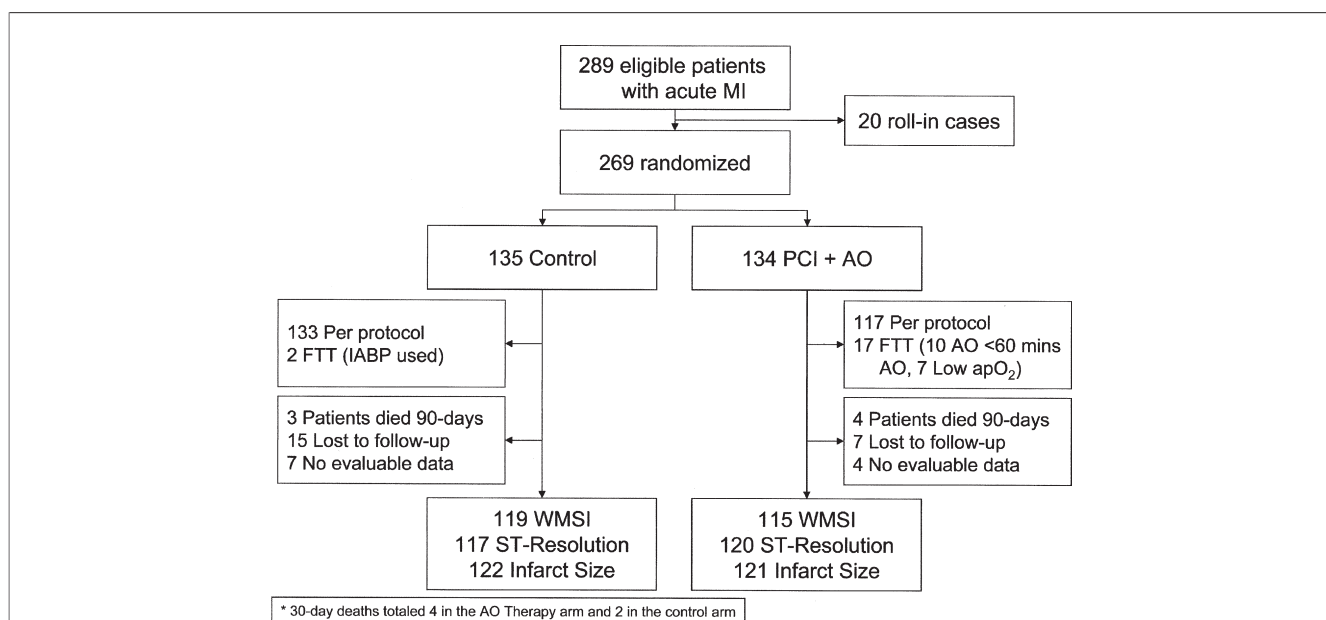 289 eligible patients
with acute MI
20 roll-in cases
269 randomized
135 Control
134 PCI + AO
133 Per protocol
2 FTT (IABP used)
117 Per protocol
17 FTT (10 AO <60 mins
AO, 7 Low apO₂)
3 Patients died 90-days
15 Lost to follow-up
7 No evaluable data
4 Patients died 90-days
7 Lost to follow-up
4 No evaluable data
119 WMSI
117 ST-Resolution
122 Infarct Size
115 WMSI
120 ST-Resolution
121 Infarct Size
* 30-day deaths totaled 4 in the AO Therapy arm and 2 in the control arm